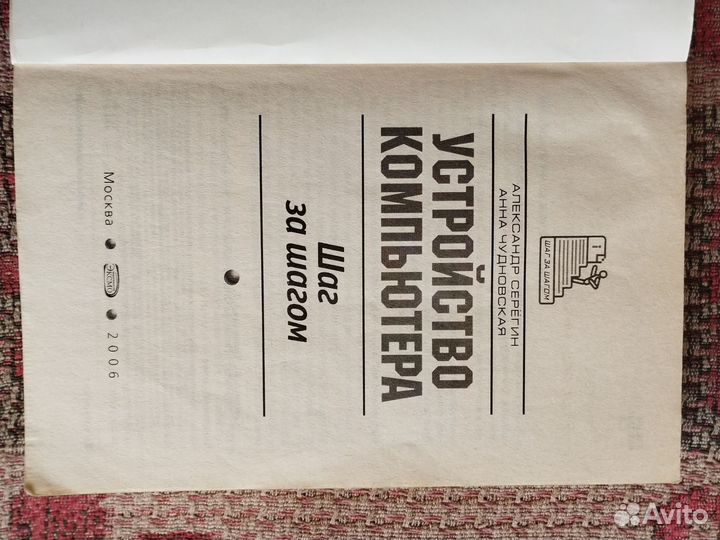 ШАГ ЗА ШАГОМ
АЛЕКСАНДР СЕРЁГИН
АННА ЧУДНОВСКАЯ
УСТРОЙСТВО
КОМПЬЮТЕРА
Шаг
за шагом
Москва ЭКСМО 2006
Avito